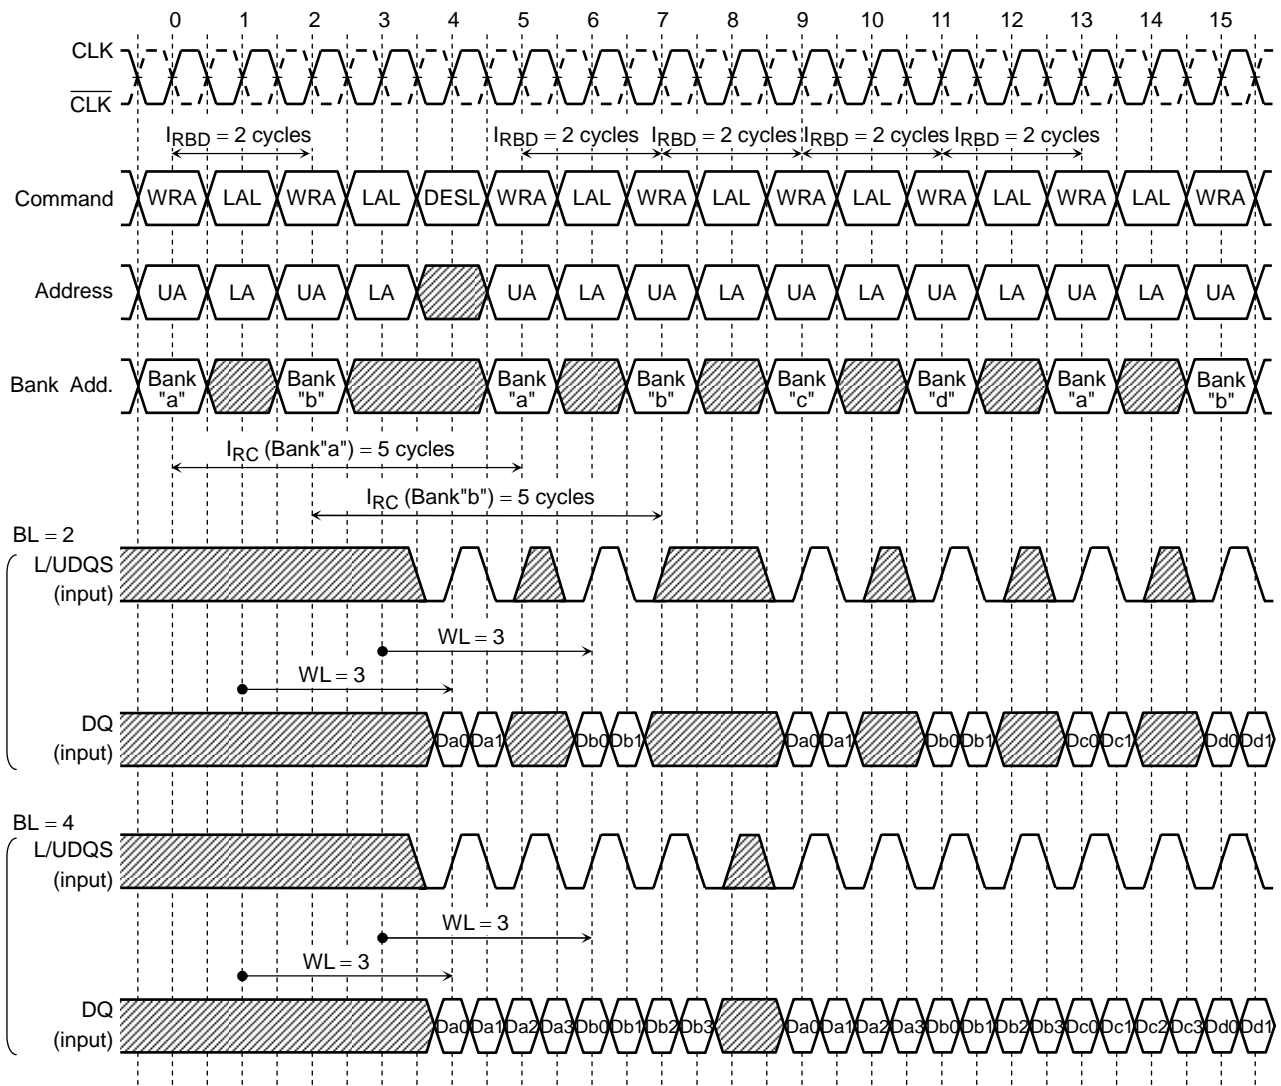 0 1 2 3 4 5 6 7 8 9 10 11 12 13 14 15
CLK
CLK
IRBD = 2 cycles IRBD = 2 cycles IRBD = 2 cycles IRBD = 2 cycles IRBD = 2 cycles
Command WRA LAL WRA LAL DESL WRA LAL WRA LAL WRA LAL WRA LAL WRA LAL WRA
Address UA LA UA LA UA LA UA LA UA LA UA LA UA LA UA
Bank Add. Bank "a" Bank "b" Bank "a" Bank "b" Bank "c" Bank "d" Bank "a" Bank "b"
IRC (Bank"a") = 5 cycles
IRC (Bank"b") = 5 cycles
BL = 2
L/UDQS
(input)
WL = 3
WL = 3
DQ
(input)
Da0 Da1 Db0 Db1 Da0 Da1 Db0 Db1 Dc0 Dc1 Dd0 Dd1
BL = 4
L/UDQS
(input)
WL = 3
WL = 3
DQ
(input)
Da0 Da1 Da2 Da3 Db0 Db1 Db2 Db3 Da0 Da1 Da2 Da3 Db0 Db1 Db2 Db3 Dc0 Dc1 Dc2 Dc3 Dd0 Dd1